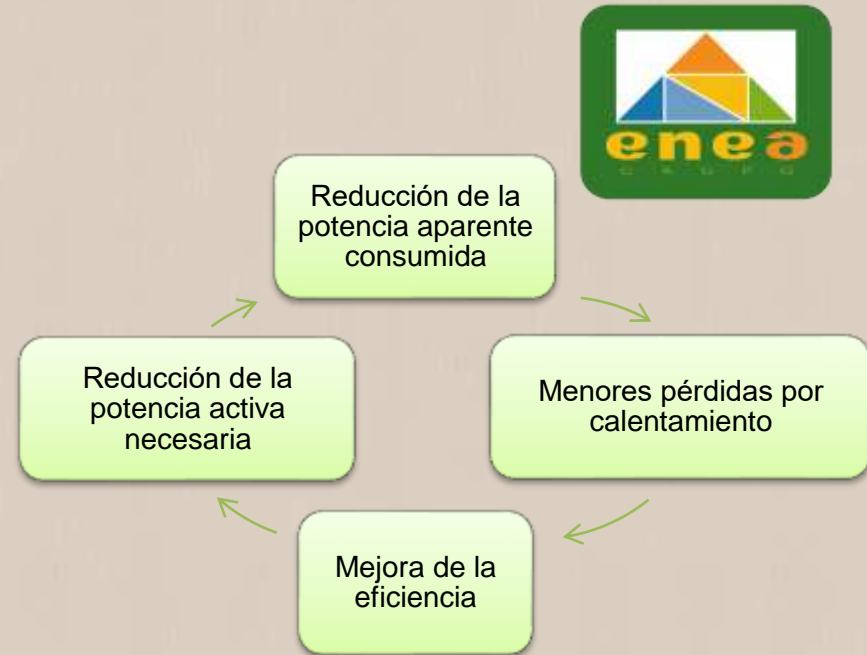 enea
GRUPO
Reducción de la
potencia aparente
consumida
Menores pérdidas por
calentamiento
Mejora de la
eficiencia
Reducción de la
potencia activa
necesaria